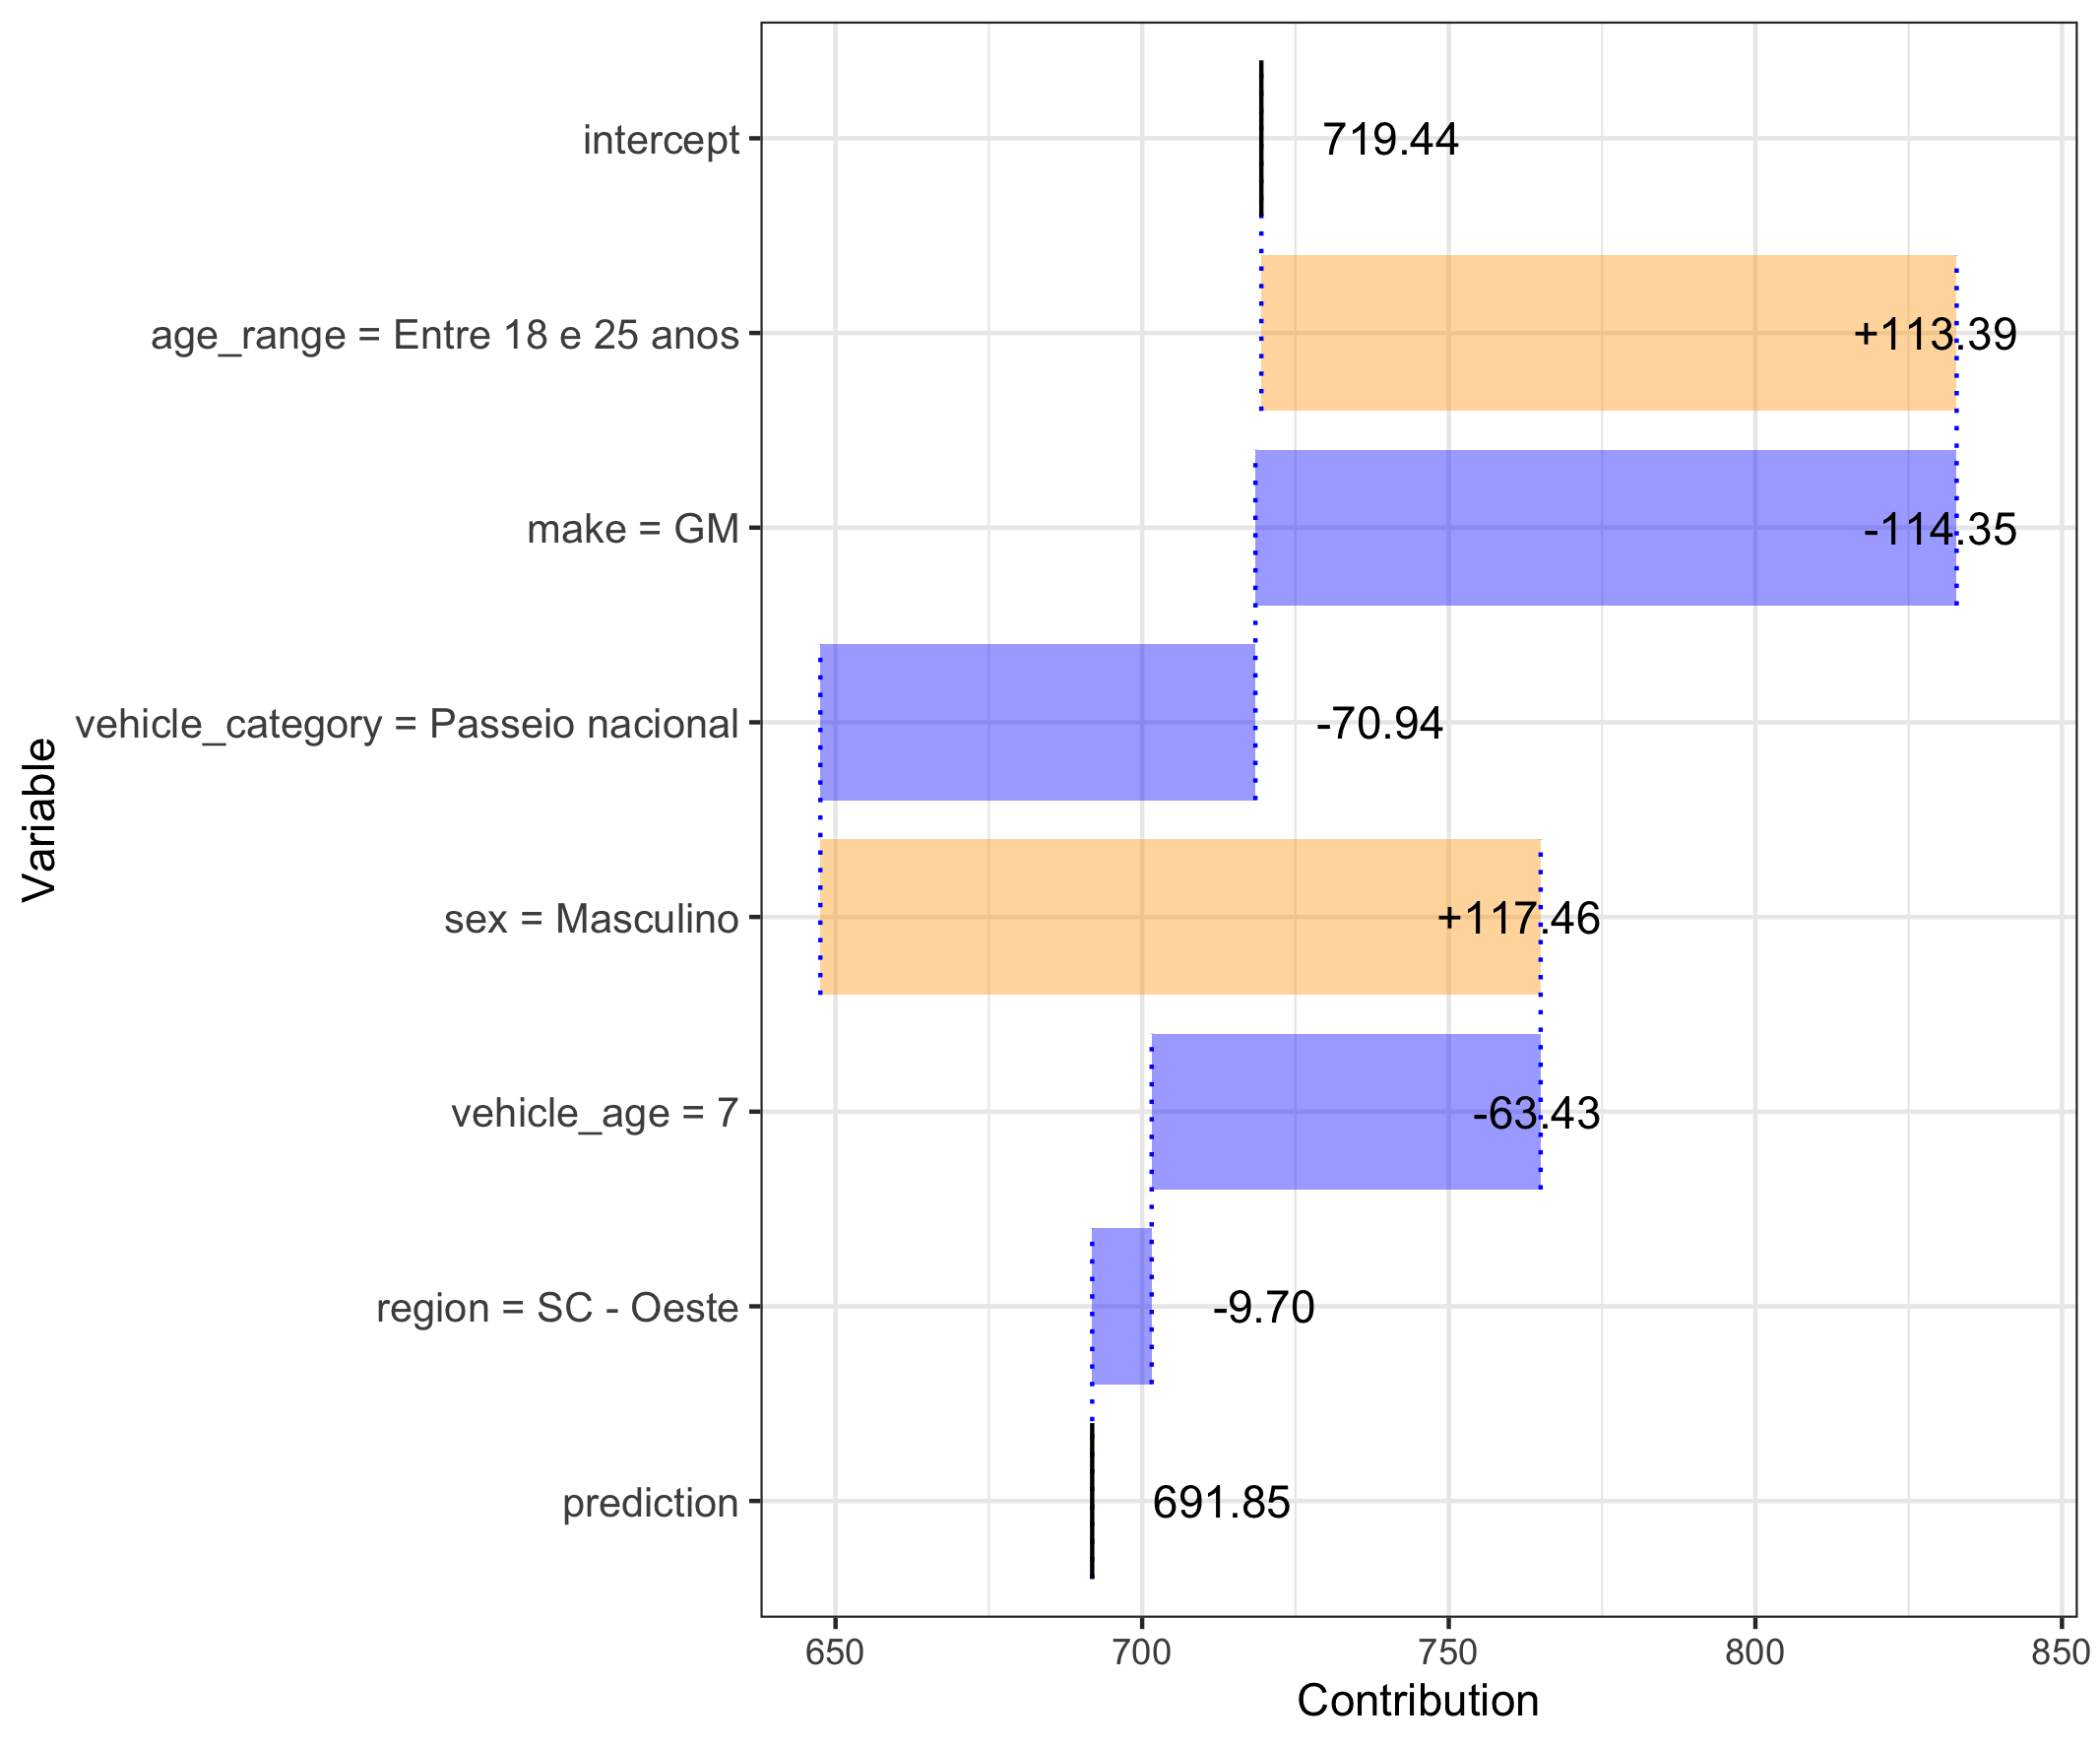 intercept
719.44
age_range = Entre 18 e 25 anos
+113.39
make = GM
-114.35
vehicle_category = Passeio nacional
-70.94
sex = Masculino
+117.46
vehicle_age = 7
-63.43
region = SC - Oeste
-9.70
prediction
691.85
Variable
650 700 750 800 850
Contribution